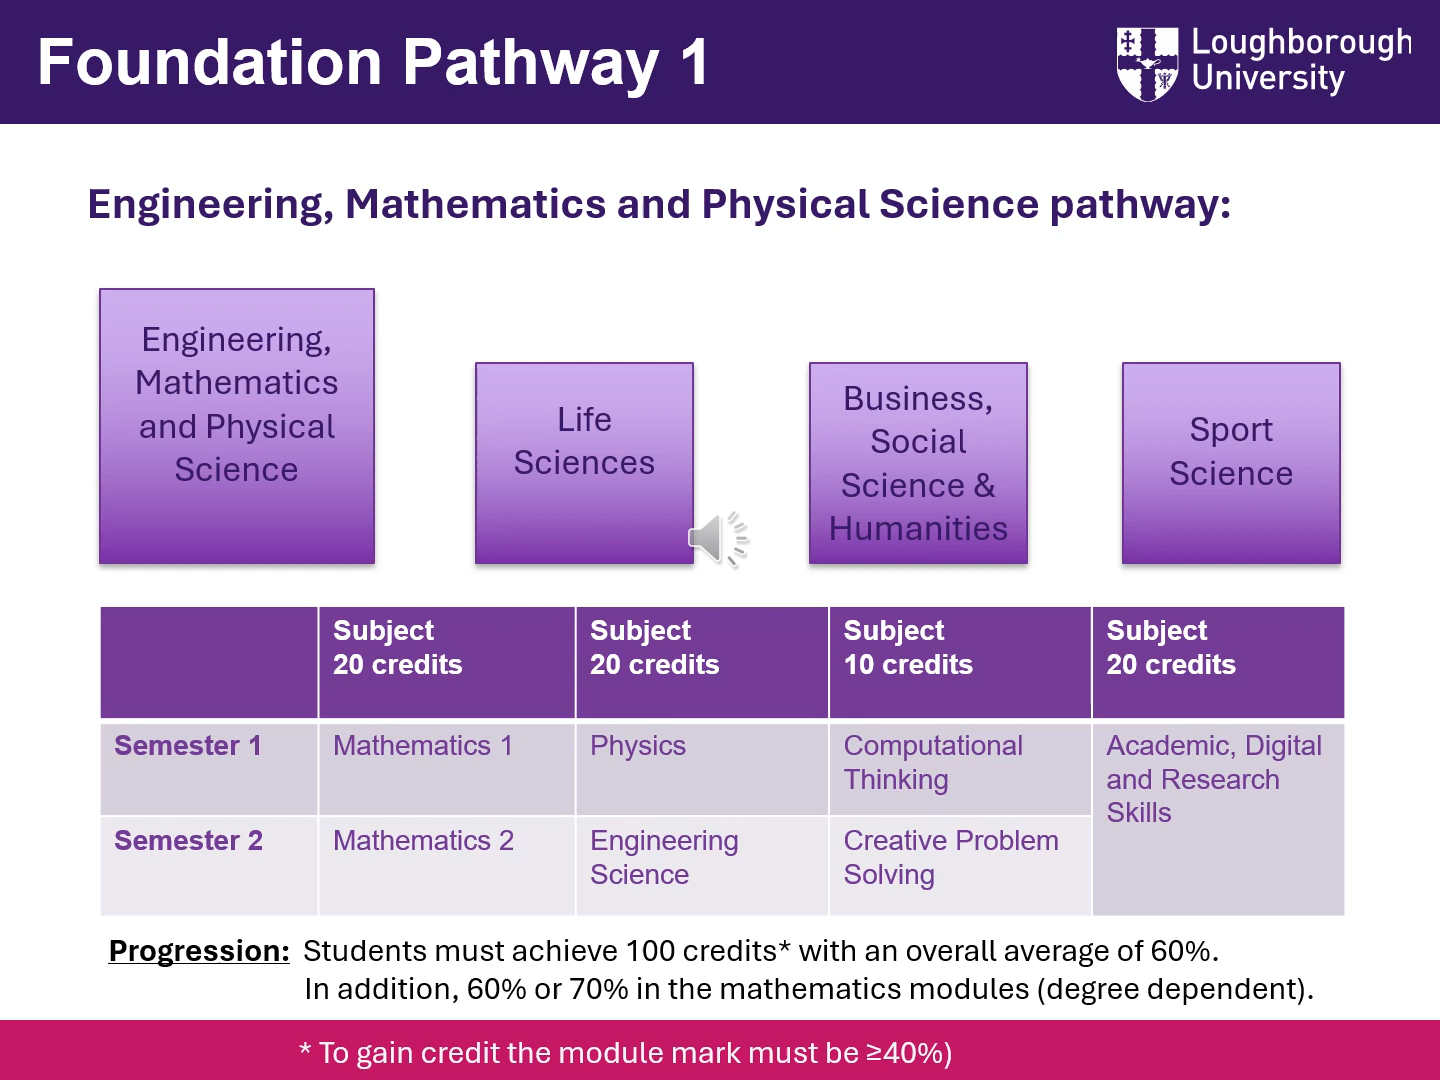 Foundation Pathway 1
Loughborough
University
Engineering, Mathematics and Physical Science pathway:
Engineering,
Mathematics
and Physical
Science
Life
Sciences
Business,
Social
Science &
Humanities
Sport
Science
Subject
20 credits
Subject
20 credits
Subject
10 credits
Subject
20 credits
Semester 1
Mathematics 1
Physics
Computational
Thinking
Academic, Digital
and Research
Skills
Semester 2
Mathematics 2
Engineering
Science
Creative Problem
Solving
Progression: Students must achieve 100 credits* with an overall average of 60%.
In addition, 60% or 70% in the mathematics modules (degree dependent).
* To gain credit the module mark must be ≥40%)